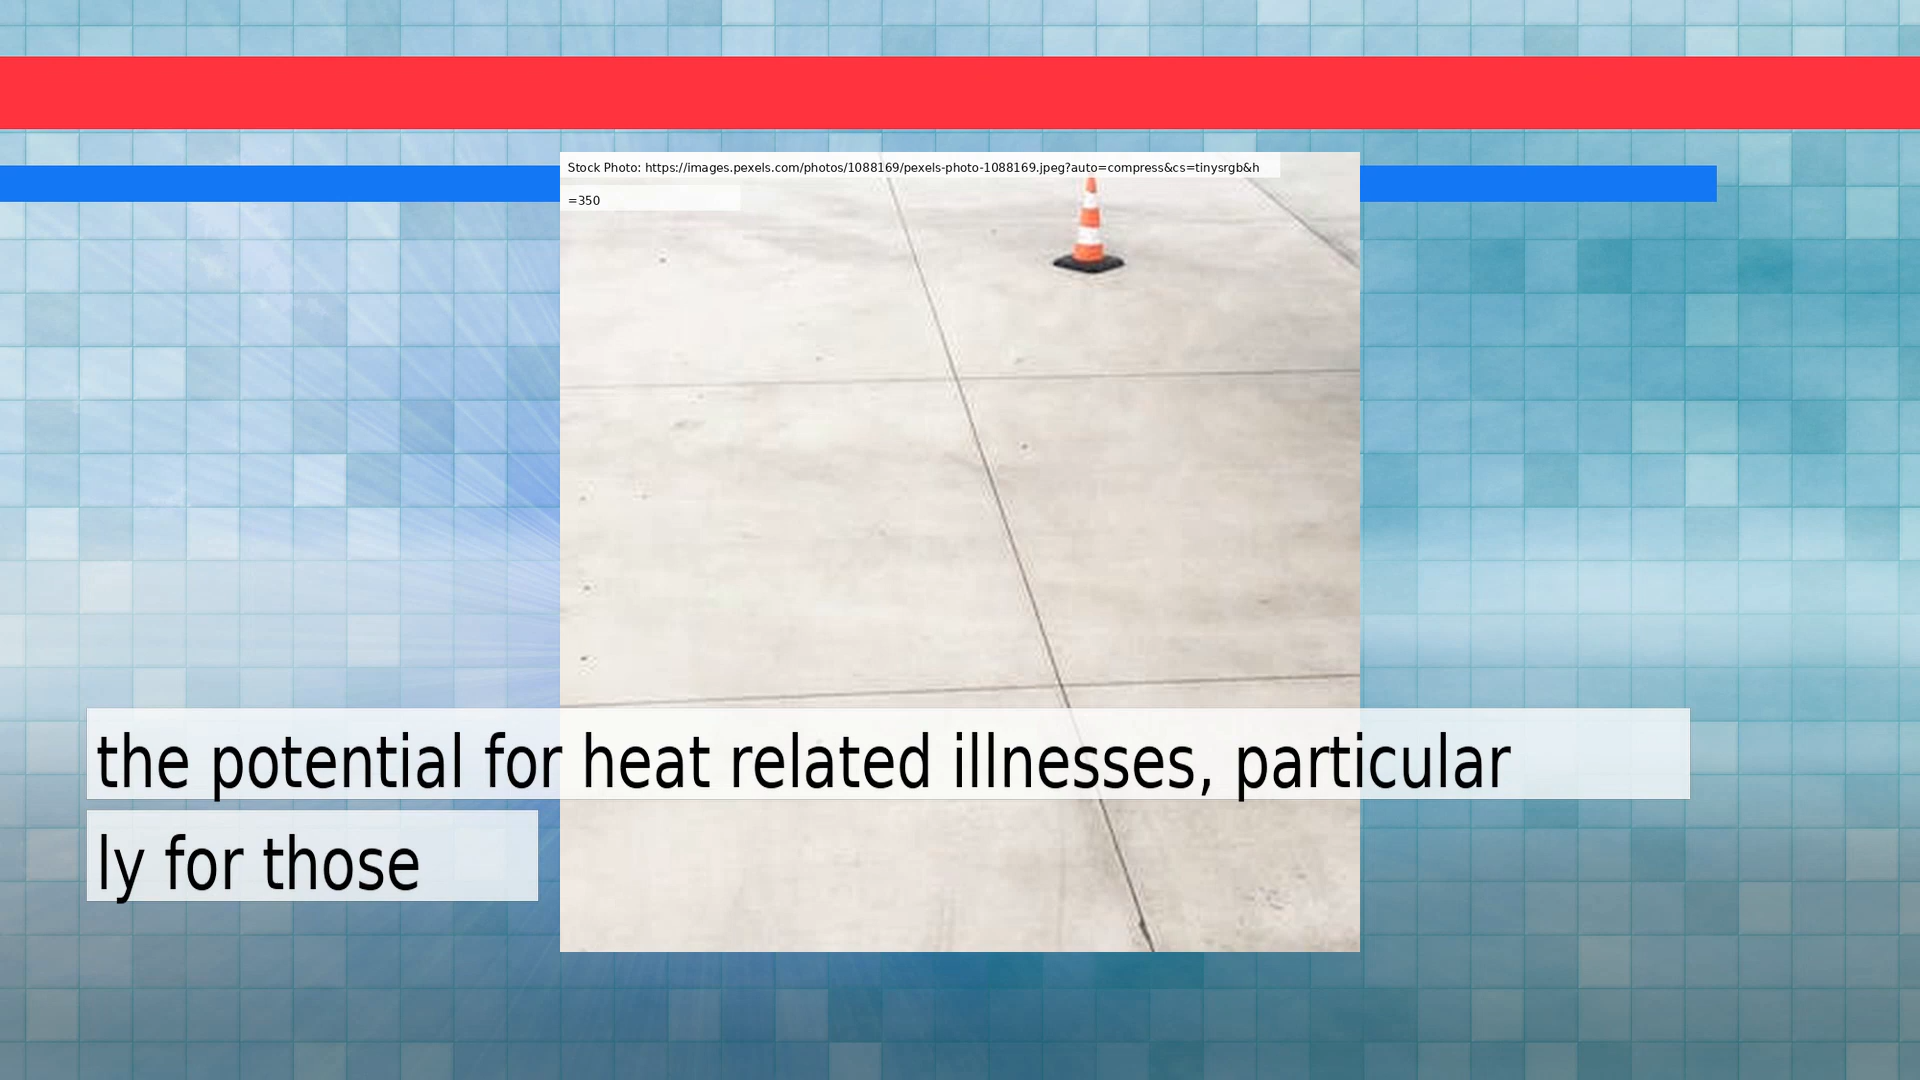 Stock Photo: https://images.pexels.com/photos/1088169/pexels-photo-1088169.jpeg?auto=compress&cs=tinysrgb&h
=350
the potential for heat related illnesses, particular
ly for those